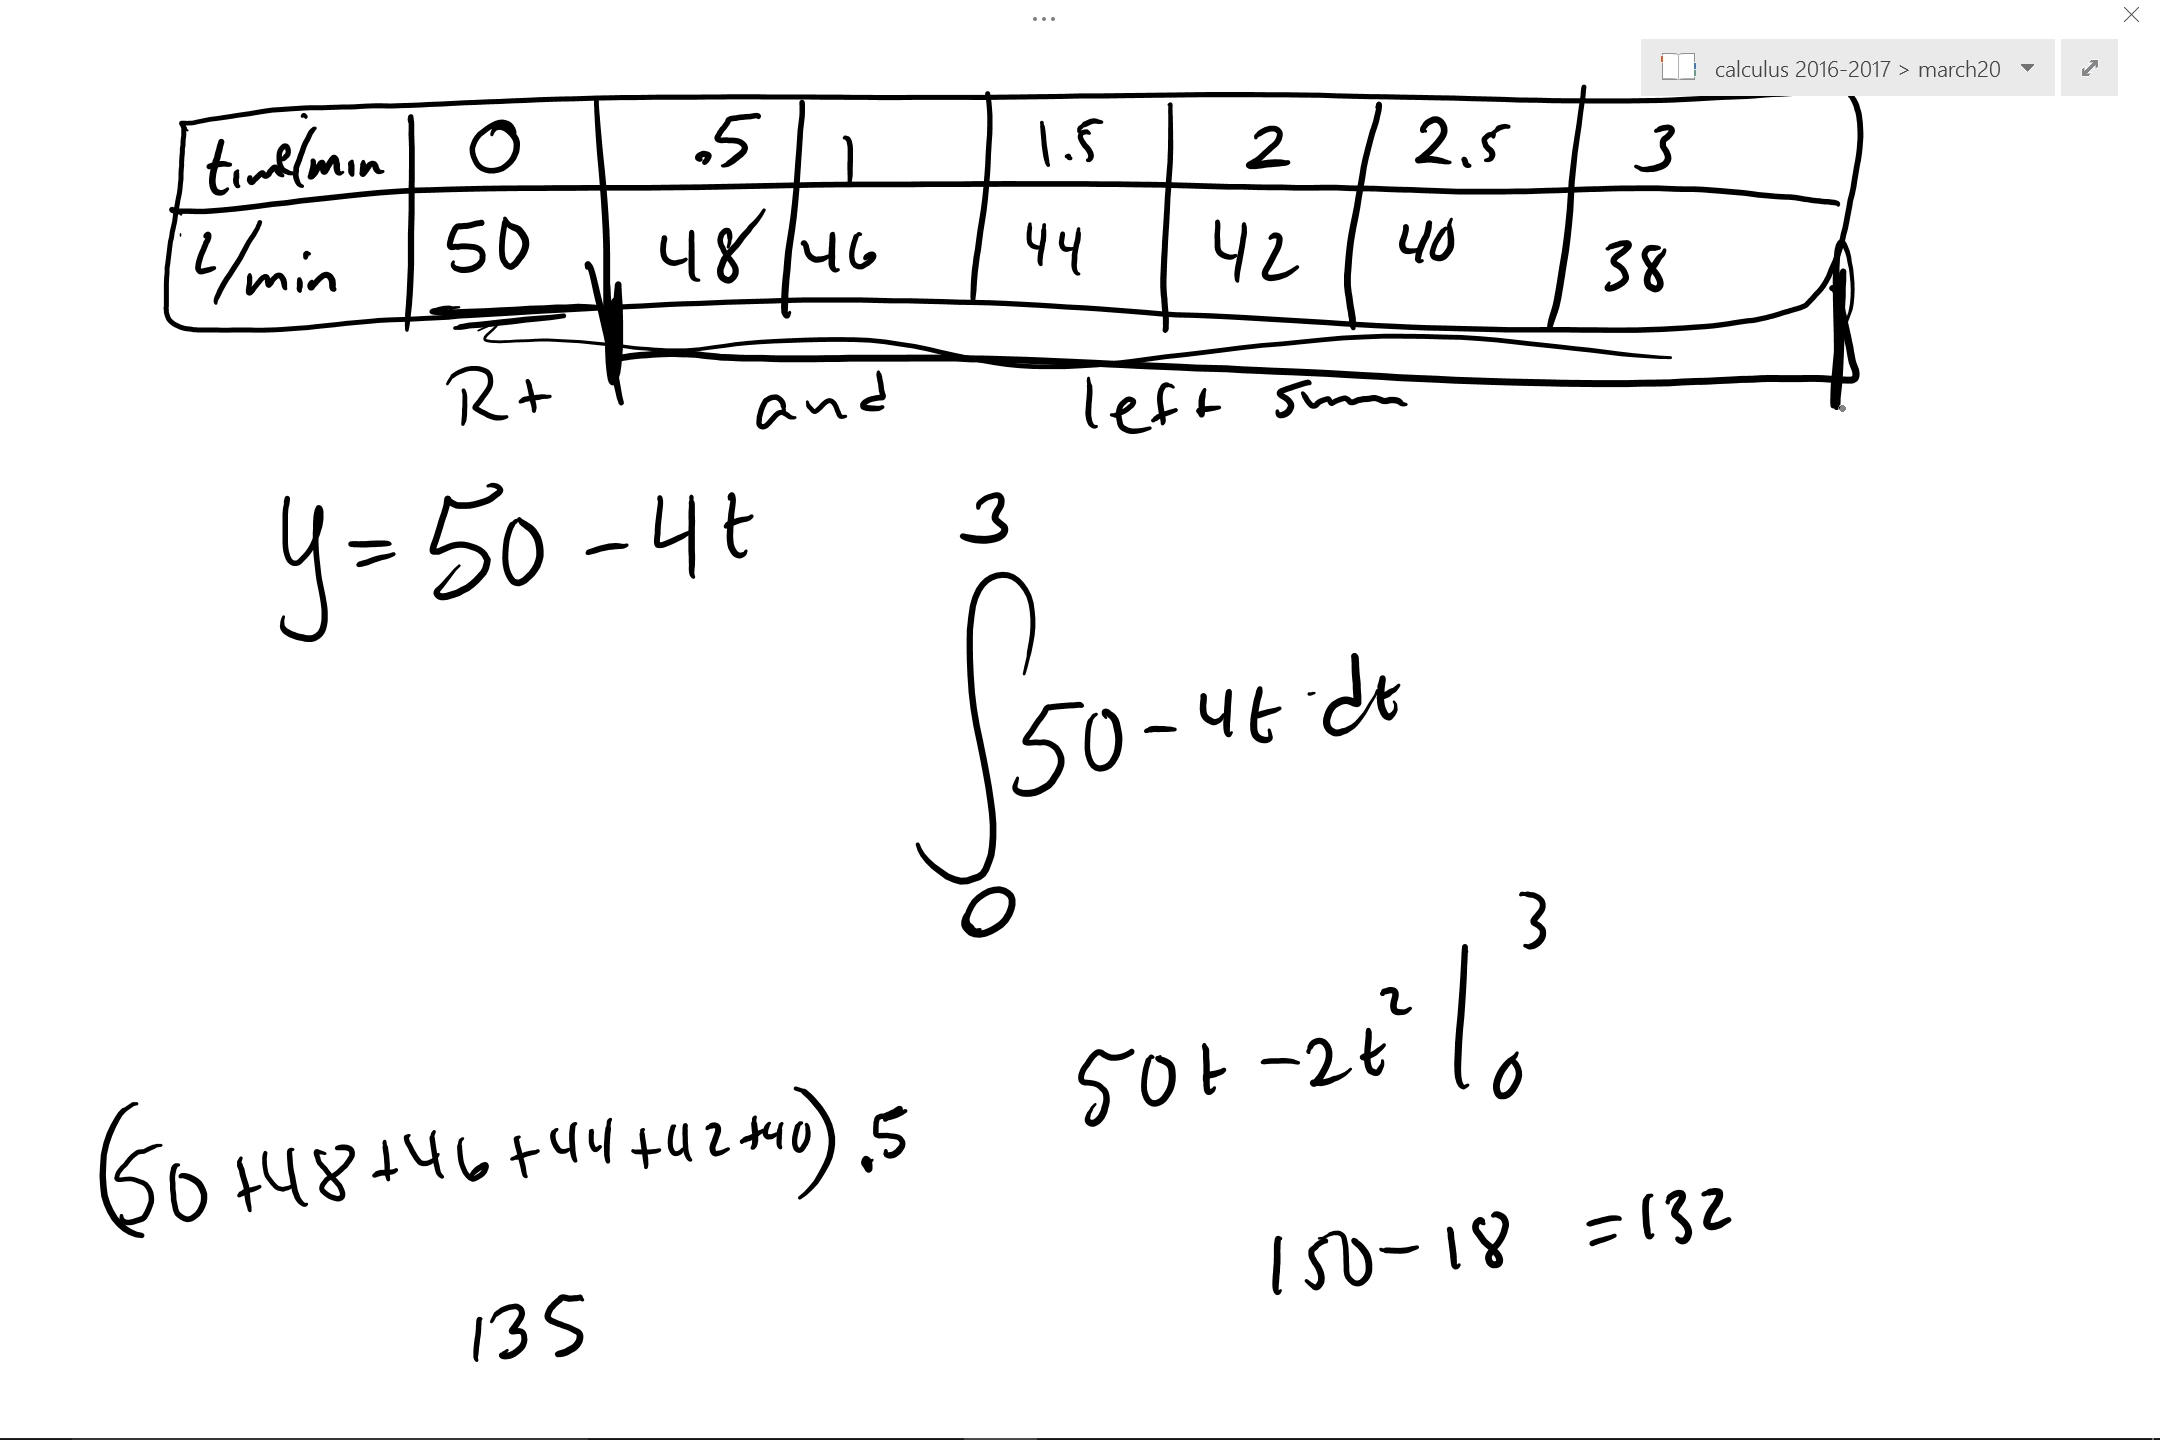 calculus 2016-2017 > march20
time/min 0 .5 1 1.5 2 2.5 3
L/min 50 48 46 44 42 40 38
Rt and left sum
y = 50 - 4t
3
∫ 50 - 4t · dt
0
50t - 2t² | 3 0
(50 + 48 + 46 + 44 + 42 + 40) .5
150 - 18 = 132
135